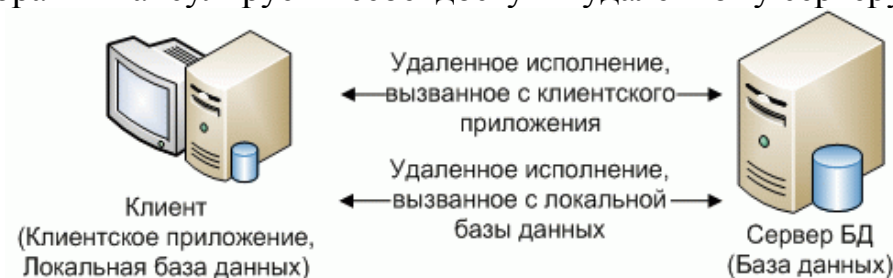 Удаленное исполнение,
вызванное с клиентского
приложения
Удаленное исполнение,
вызванное с локальной
базы данных
Клиент
(Клиентское приложение,
Локальная база данных)
Сервер БД
(База данных)